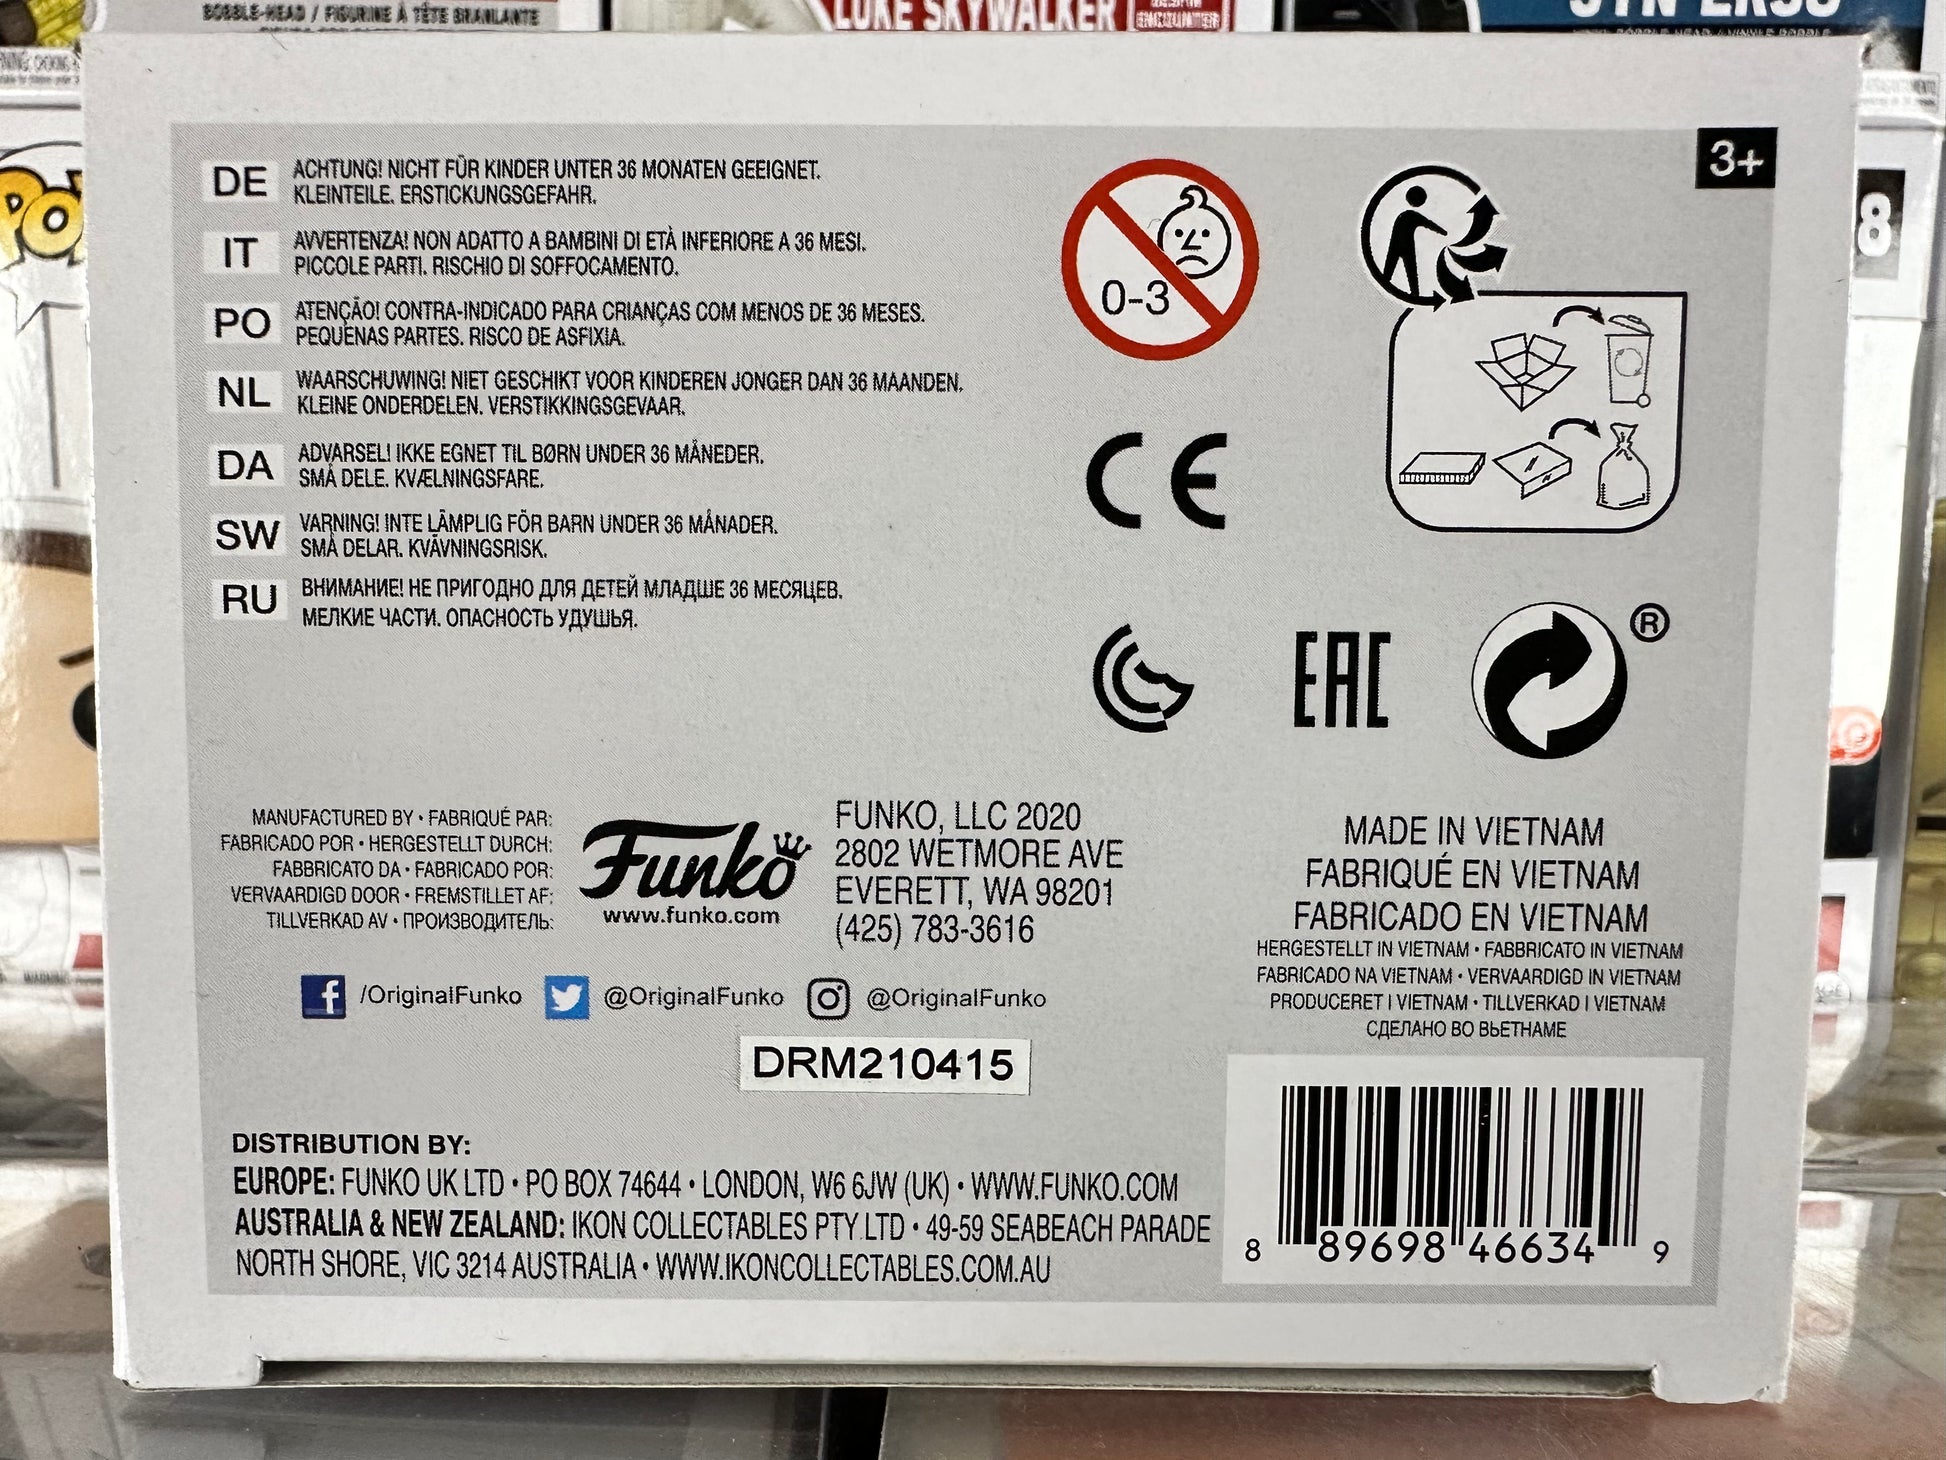 BOBBLE-HEAD / FIGURINE À TÊTE BRANLANTE
LUKE SKYWALKER
3+
DE ACHTUNG! NICHT FÜR KINDER UNTER 36 MONATEN GEEIGNET.
KLEINTEILE. ERSTICKUNGSGEFAHR.
IT AVVERTENZA! NON ADATTO A BAMBINI DI ETÀ INFERIORE A 36 MESI.
PICCOLE PARTI. RISCHIO DI SOFFOCAMENTO.
PO ATENÇÃO! CONTRA-INDICADO PARA CRIANÇAS COM MENOS DE 36 MESES.
PEQUENAS PARTES. RISCO DE ASFIXIA.
NL WAARSCHUWING! NIET GESCHIKT VOOR KINDEREN JONGER DAN 36 MAANDEN.
KLEINE ONDERDELEN. VERSTIKKINGSGEVAAR.
DA ADVARSEL! IKKE EGNET TIL BØRN UNDER 36 MÅNEDER.
SMÅ DELE. KVÆLNINGSFARE.
SW VARNING! INTE LÄMPLIG FÖR BARN UNDER 36 MÅNADER.
SMÅ DELAR. KVÄVNINGSRISK.
RU ВНИМАНИЕ! НЕ ПРИГОДНО ДЛЯ ДЕТЕЙ МЛАДШЕ 36 МЕСЯЦЕВ.
МЕЛКИЕ ЧАСТИ. ОПАСНОСТЬ УДУШЬЯ.
0-3
CE
EAC
®
8
MANUFACTURED BY • FABRIQUÉ PAR:
FABRICADO POR • HERGESTELLT DURCH:
FABBRICATO DA • FABRICADO POR:
VERVAARDIGD DOOR • FREMSTILLET AF:
TILLVERKAD AV • ПРОИЗВОДИТЕЛЬ:
Funko
www.funko.com
FUNKO, LLC 2020
2802 WETMORE AVE
EVERETT, WA 98201
(425) 783-3616
MADE IN VIETNAM
FABRIQUÉ EN VIETNAM
FABRICADO EN VIETNAM
HERGESTELLT IN VIETNAM • FABBRICATO IN VIETNAM
FABRICADO NA VIETNAM • VERVAARDIGD IN VIETNAM
PRODUCERET I VIETNAM • TILLVERKAD I VIETNAM
СДЕЛАНО ВО ВЬЕТНАМЕ
/OriginalFunko @OriginalFunko @OriginalFunko
DRM210415
DISTRIBUTION BY:
EUROPE: FUNKO UK LTD • PO BOX 74644 • LONDON, W6 6JW (UK) • WWW.FUNKO.COM
AUSTRALIA & NEW ZEALAND: IKON COLLECTABLES PTY LTD • 49-59 SEABEACH PARADE
NORTH SHORE, VIC 3214 AUSTRALIA • WWW.IKONCOLLECTABLES.COM.AU
8 89698 46634 9